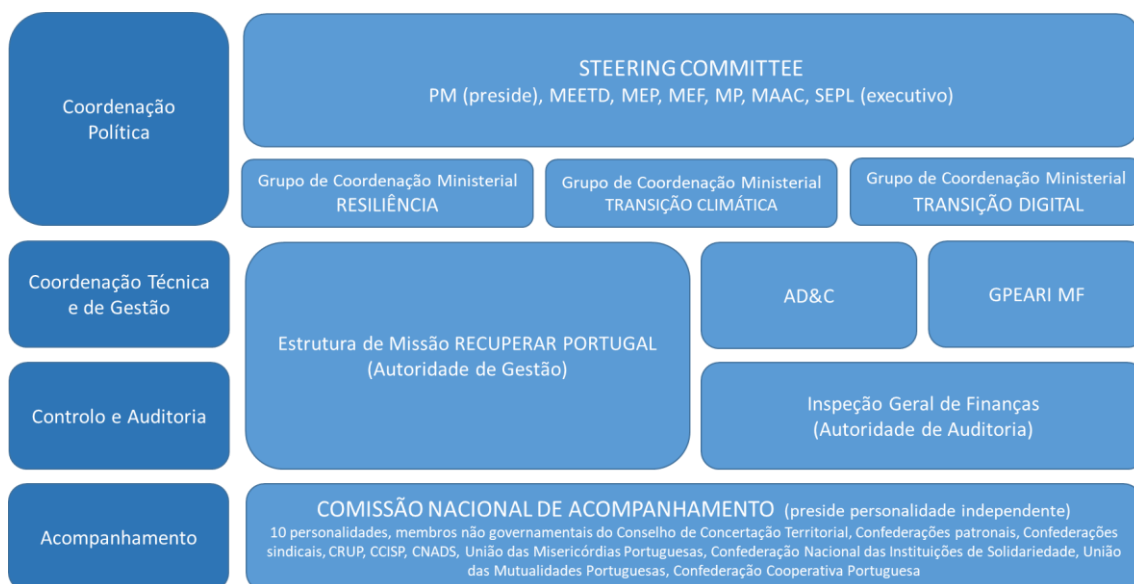 Coordenação
Política
STEERING COMMITTEE
PM (preside), MEETD, MEP, MEF, MP, MAAC, SEPL (executivo)
Grupo de Coordenação Ministerial
RESILIÊNCIA
Grupo de Coordenação Ministerial
TRANSIÇÃO CLIMÁTICA
Grupo de Coordenação Ministerial
TRANSIÇÃO DIGITAL
Coordenação Técnica
e de Gestão
Estrutura de Missão RECUPERAR PORTUGAL
(Autoridade de Gestão)
AD&C
GPEARI MF
Controlo e Auditoria
Inspeção Geral de Finanças
(Autoridade de Auditoria)
Acompanhamento
COMISSÃO NACIONAL DE ACOMPANHAMENTO (preside personalidade independente)
10 personalidades, membros não governamentais do Conselho de Concertação Territorial, Confederações patronais, Confederações
sindicais, CRUP, CCISP, CNADS, União das Misericórdias Portuguesas, Confederação Nacional das Instituições de Solidariedade, União
das Mutualidades Portuguesas, Confederação Cooperativa Portuguesa